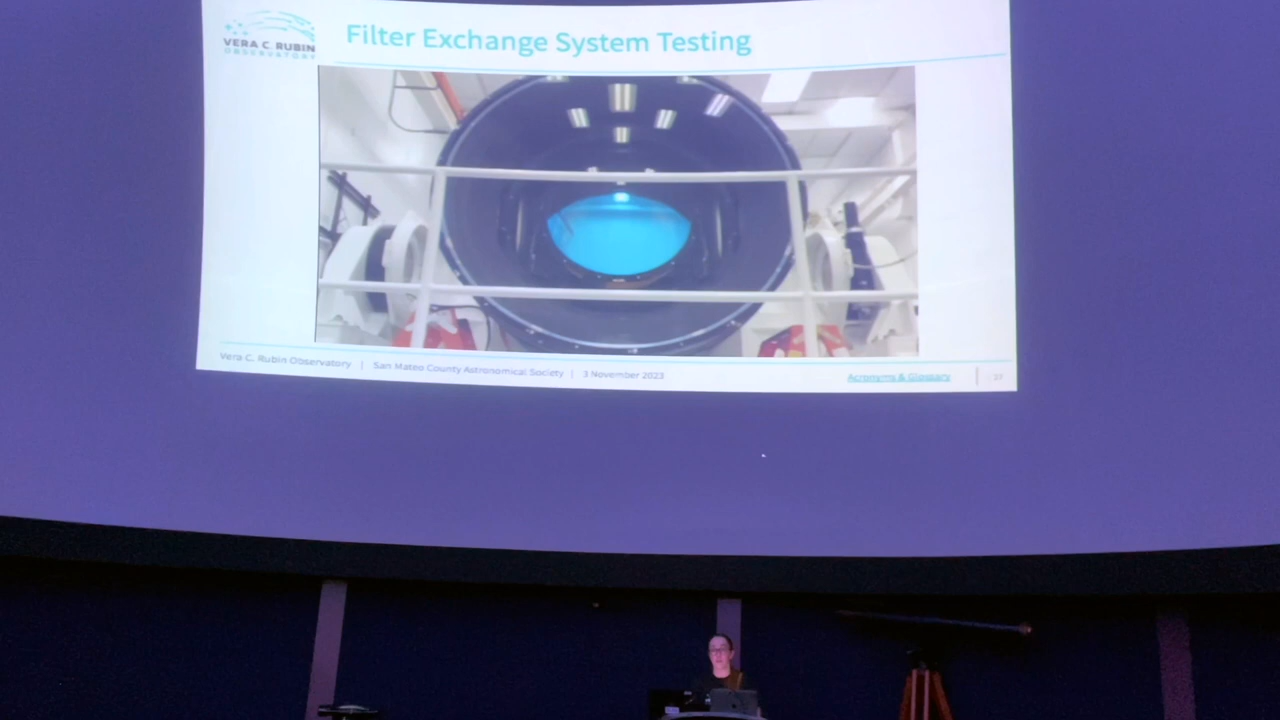 VERA C. RUBIN
OBSERVATORY
Filter Exchange System Testing
Vera C. Rubin Observatory | San Mateo County Astronomical Society | 3 November 2023
Acronyms & Glossary
23